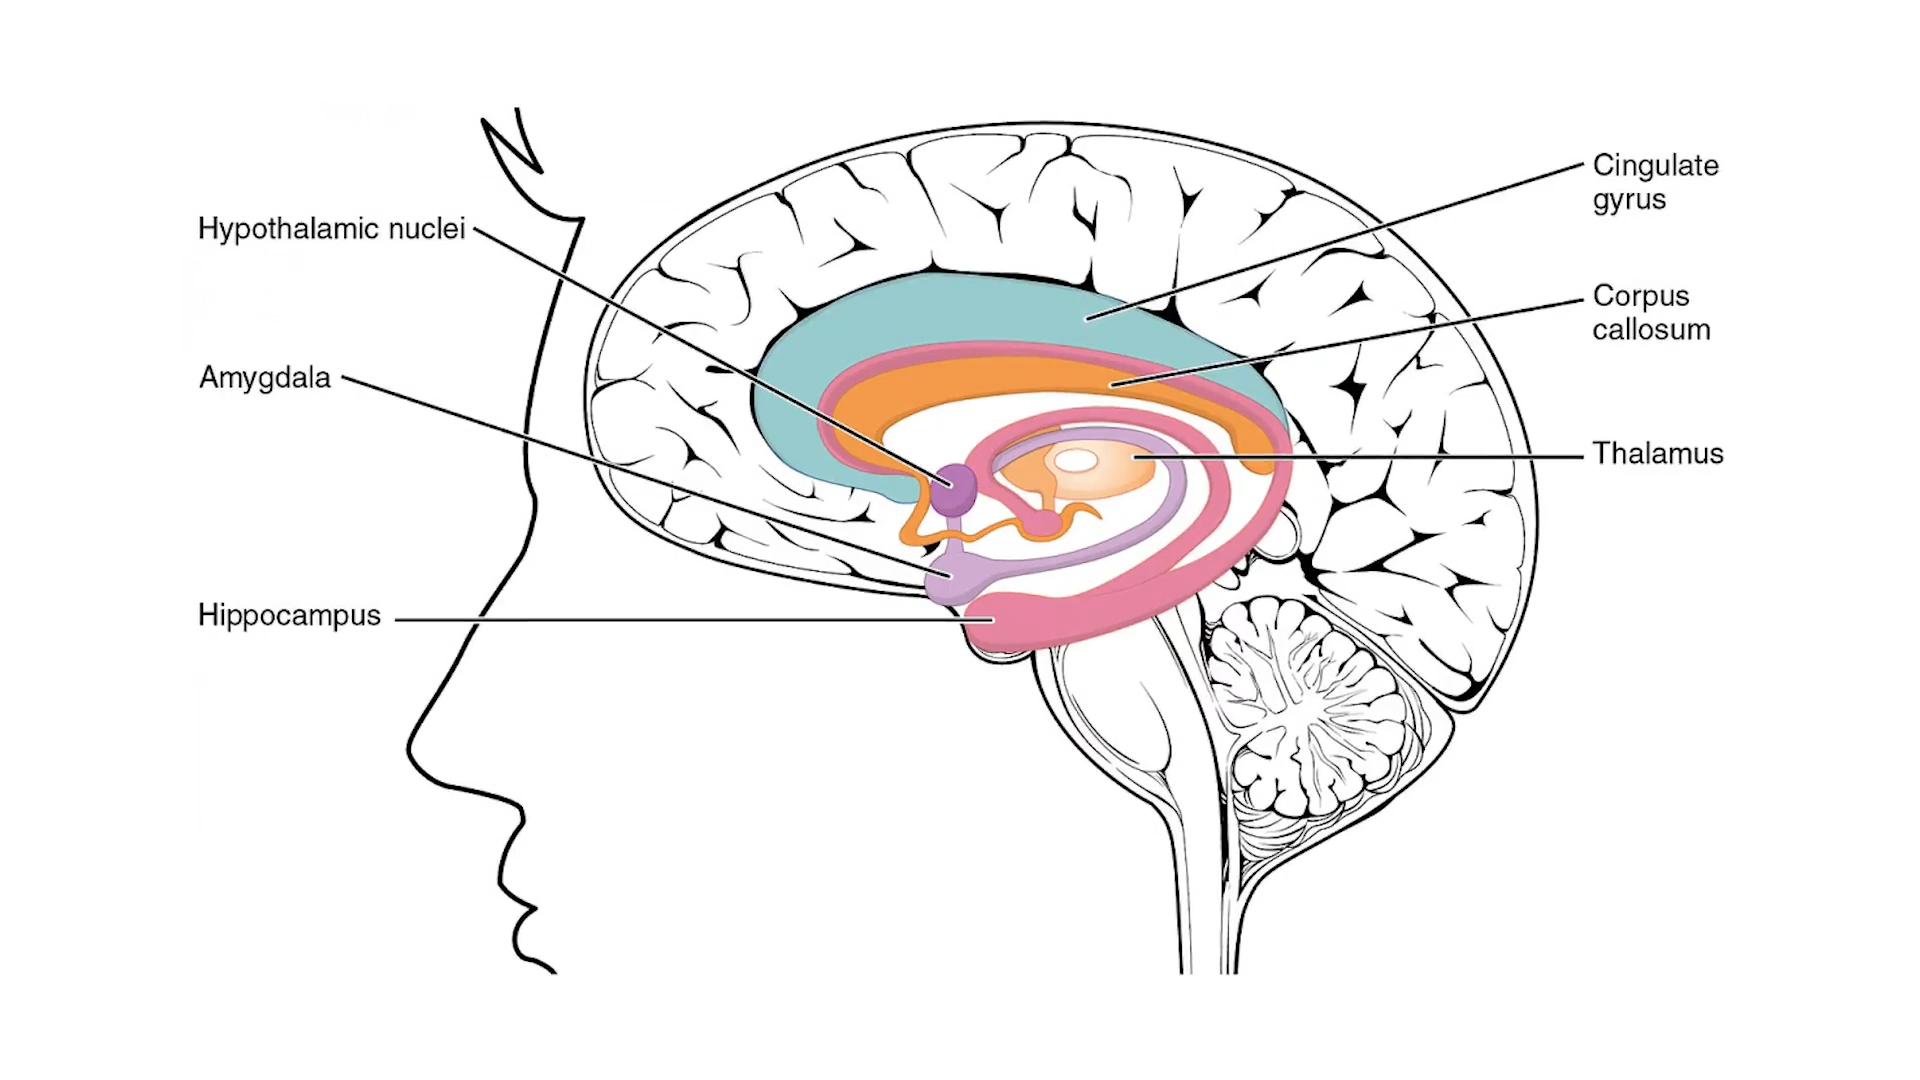 Hypothalamic nuclei
Amygdala
Hippocampus
Cingulate
gyrus
Corpus
callosum
Thalamus